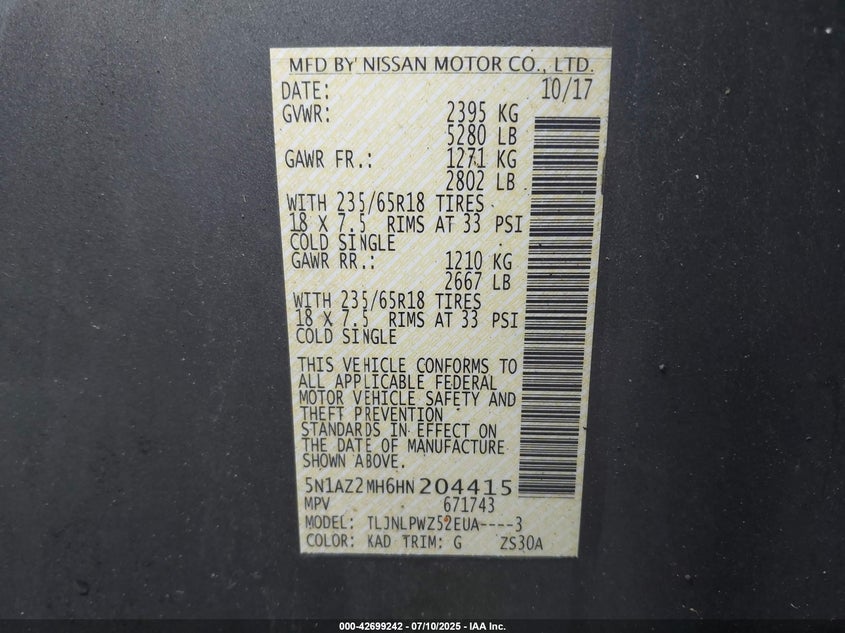 MFD BY NISSAN MOTOR CO., LTD.
DATE: 10/17
GVWR: 2395 KG
5280 LB
GAWR FR.: 1271 KG
2802 LB
WITH 235/65R18 TIRES
18 X 7.5 RIMS AT 33 PSI
COLD SINGLE
GAWR RR.: 1210 KG
2667 LB
WITH 235/65R18 TIRES
18 X 7.5 RIMS AT 33 PSI
COLD SINGLE
THIS VEHICLE CONFORMS TO
ALL APPLICABLE FEDERAL
MOTOR VEHICLE SAFETY AND
THEFT PREVENTION
STANDARDS IN EFFECT ON
THE DATE OF MANUFACTURE
SHOWN ABOVE.
5N1AZ2MH6HN204415
MPV 671743
MODEL: TLJNLPWZ52EUA----3
COLOR: KAD TRIM: G ZS30A
000-42699242 - 07/10/2025 - IAA Inc.